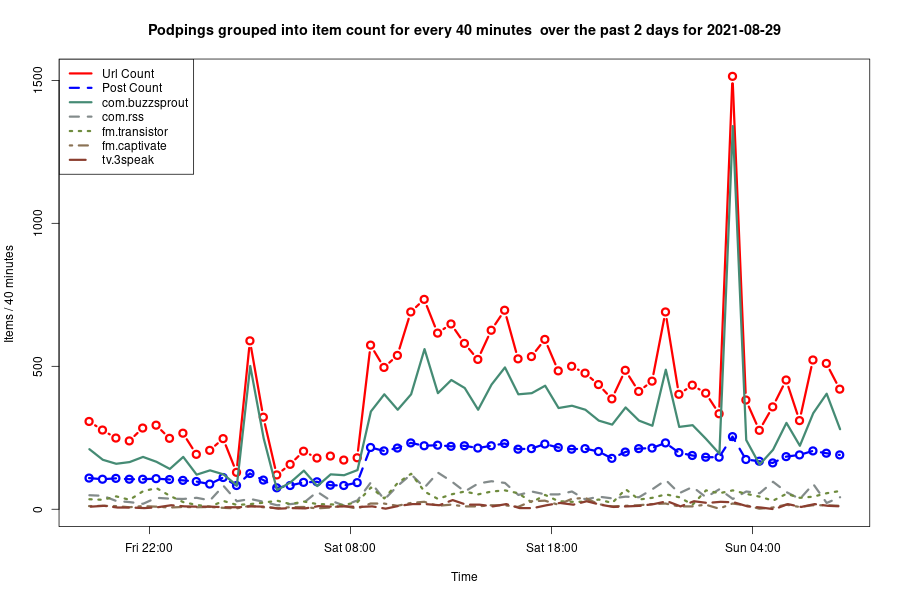 Podpings grouped into item count for every 40 minutes  over the past 2 days for 2021-08-29
Url Count
Post Count
com.buzzsprout
com.rss
fm.transistor
fm.captivate
tv.3speak
1500
1000
500
0
Items / 40 minutes
Fri 22:00
Sat 08:00
Sat 18:00
Sun 04:00
Time